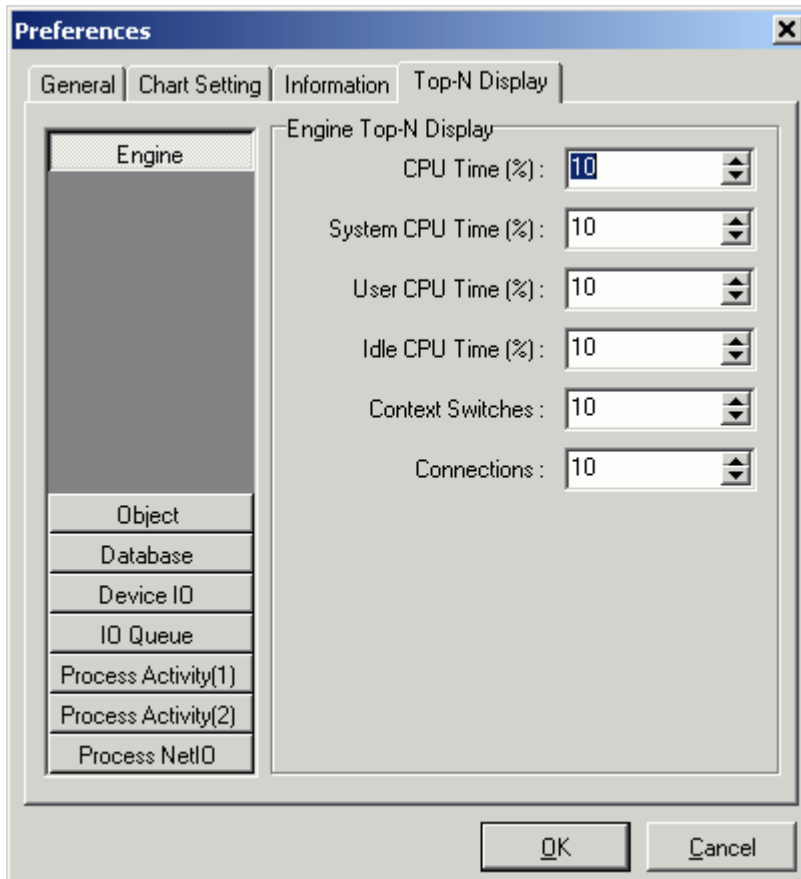 Preferences
General
Chart Setting
Information
Top-N Display
Engine
Object
Database
Device IO
IO Queue
Process Activity(1)
Process Activity(2)
Process NetIO
Engine Top-N Display
CPU Time (%) : 10
System CPU Time (%) : 10
User CPU Time (%) : 10
Idle CPU Time (%) : 10
Context Switches : 10
Connections : 10
OK
Cancel